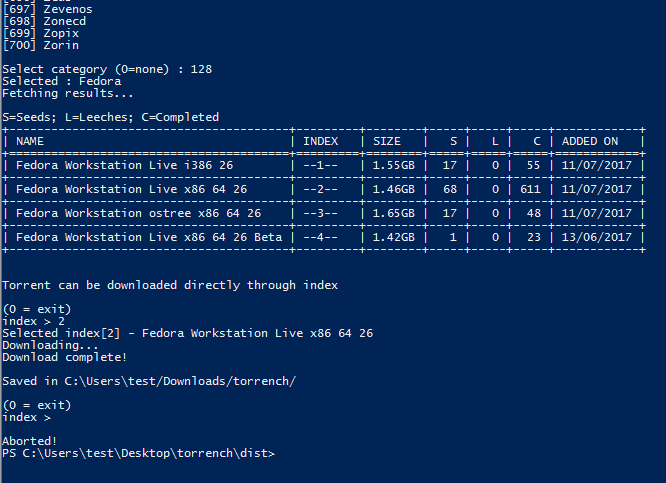 [697] Zevenos
[698] Zonecd
[699] Zopix
[700] Zorin
Select category (0=none) : 128
Selected : Fedora
Fetching results...
S=Seeds; L=Leeches; C=Completed
+----------------------------------------+---------+--------+-----+-----+-----+------------+
| NAME                                   | INDEX   | SIZE   |   S |   L |   C | ADDED ON   |
+========================================+=========+========+=====+=====+=====+============+
| Fedora Workstation Live i386 26        | --1--   | 1.55GB |  17 |   0 |  55 | 11/07/2017 |
+----------------------------------------+---------+--------+-----+-----+-----+------------+
| Fedora Workstation Live x86 64 26      | --2--   | 1.46GB |  68 |   0 | 611 | 11/07/2017 |
+----------------------------------------+---------+--------+-----+-----+-----+------------+
| Fedora Workstation ostree x86 64 26    | --3--   | 1.65GB |  17 |   0 |  48 | 11/07/2017 |
+----------------------------------------+---------+--------+-----+-----+-----+------------+
| Fedora Workstation Live x86 64 26 Beta | --4--   | 1.42GB |   1 |   0 |  23 | 13/06/2017 |
+----------------------------------------+---------+--------+-----+-----+-----+------------+
Torrent can be downloaded directly through index
(0 = exit)
index > 2
Selected index[2] - Fedora Workstation Live x86 64 26
Downloading...
Download complete!
Saved in C:\Users\test/Downloads/torrench/
(0 = exit)
index >
Aborted!
PS C:\Users\test\Desktop\torrench\dist>